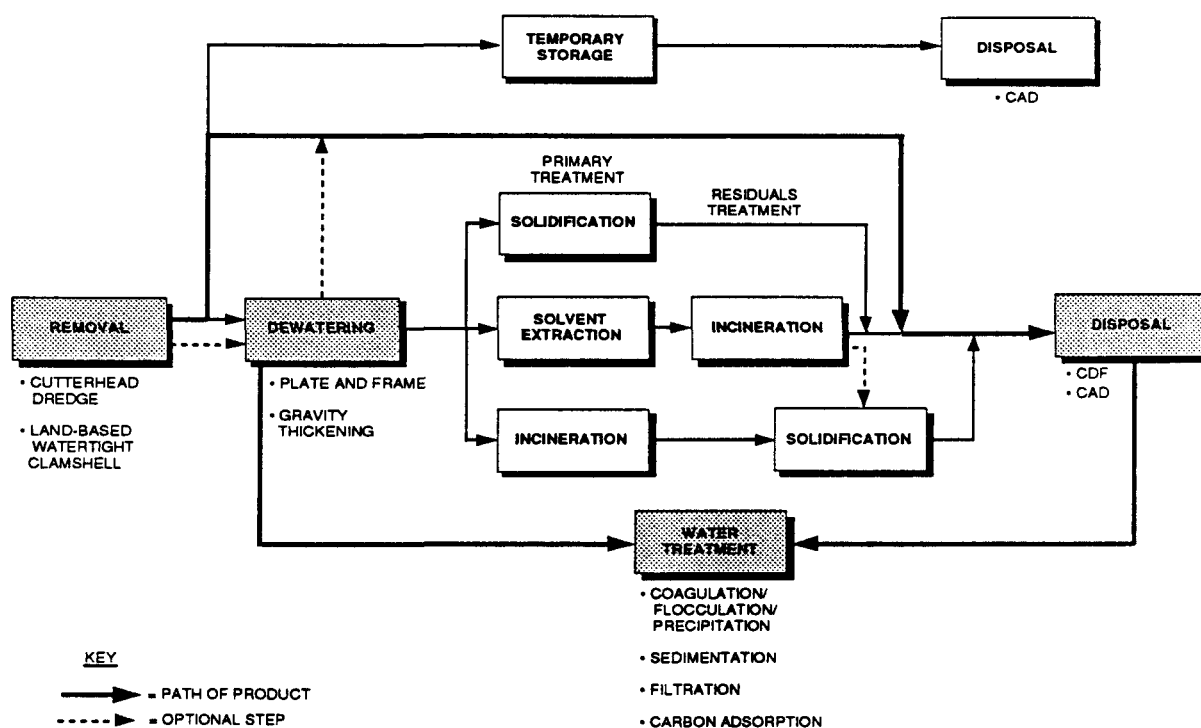 TEMPORARY
STORAGE
DISPOSAL
• CAD
PRIMARY
TREATMENT
RESIDUALS
TREATMENT
SOLIDIFICATION
REMOVAL
DEWATERING
SOLVENT
EXTRACTION
INCINERATION
DISPOSAL
• CUTTERHEAD
DREDGE
• LAND-BASED
WATERTIGHT
CLAMSHELL
• PLATE AND FRAME
• GRAVITY
THICKENING
• CDF
• CAD
INCINERATION
SOLIDIFICATION
WATER
TREATMENT
• COAGULATION/
FLOCCULATION/
PRECIPITATION
• SEDIMENTATION
• FILTRATION
• CARBON ADSORPTION
KEY
= PATH OF PRODUCT
= OPTIONAL STEP